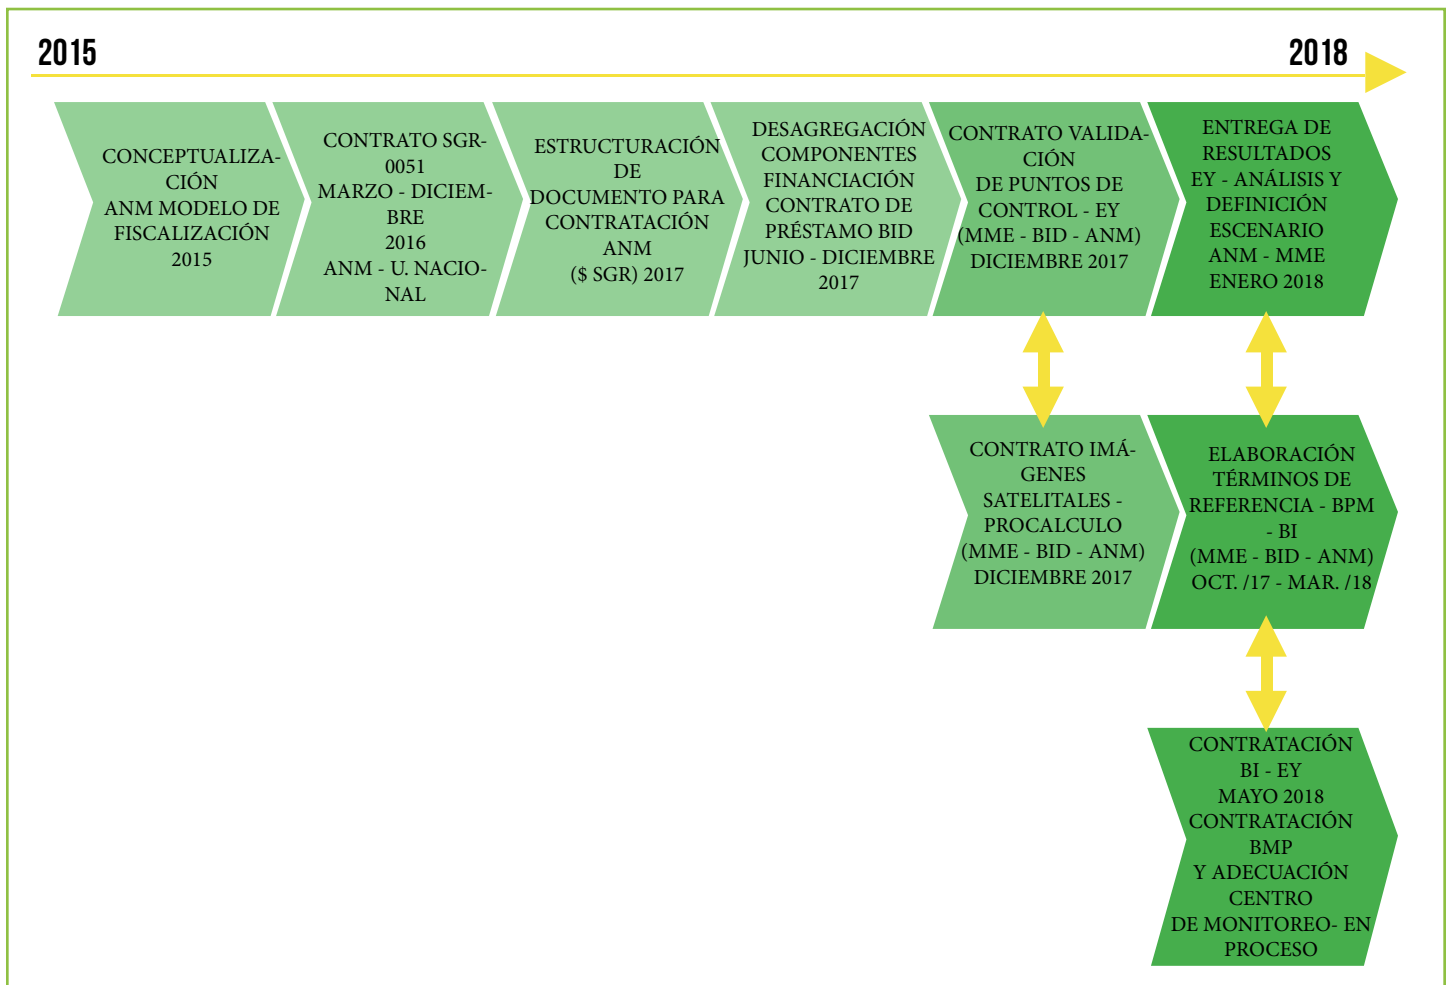 2015
2018
CONCEPTUALIZA-
CIÓN
ANM MODELO DE
FISCALIZACIÓN
2015
CONTRATO SGR-
0051
MARZO - DICIEM-
BRE
2016
ANM - U. NACIO-
NAL
ESTRUCTURACIÓN
DE
DOCUMENTO PARA
CONTRATACIÓN
ANM
($ SGR) 2017
DESAGREGACIÓN
COMPONENTES
FINANCIACIÓN
CONTRATO DE
PRÉSTAMO BID
JUNIO - DICIEMBRE
2017
CONTRATO VALIDA-
CIÓN
DE PUNTOS DE
CONTROL - EY
(MME - BID - ANM)
DICIEMBRE 2017
ENTREGA DE
RESULTADOS
EY - ANÁLISIS Y
DEFINICIÓN
ESCENARIO
ANM - MME
ENERO 2018
CONTRATO IMÁ-
GENES
SATELITALES -
PROCALCULO
(MME - BID - ANM)
DICIEMBRE 2017
ELABORACIÓN
TÉRMINOS DE
REFERENCIA - BPM
- BI
(MME - BID - ANM)
OCT. /17 - MAR. /18
CONTRATACIÓN
BI - EY
MAYO 2018
CONTRATACIÓN
BMP
Y ADECUACIÓN
CENTRO
DE MONITOREO- EN
PROCESO